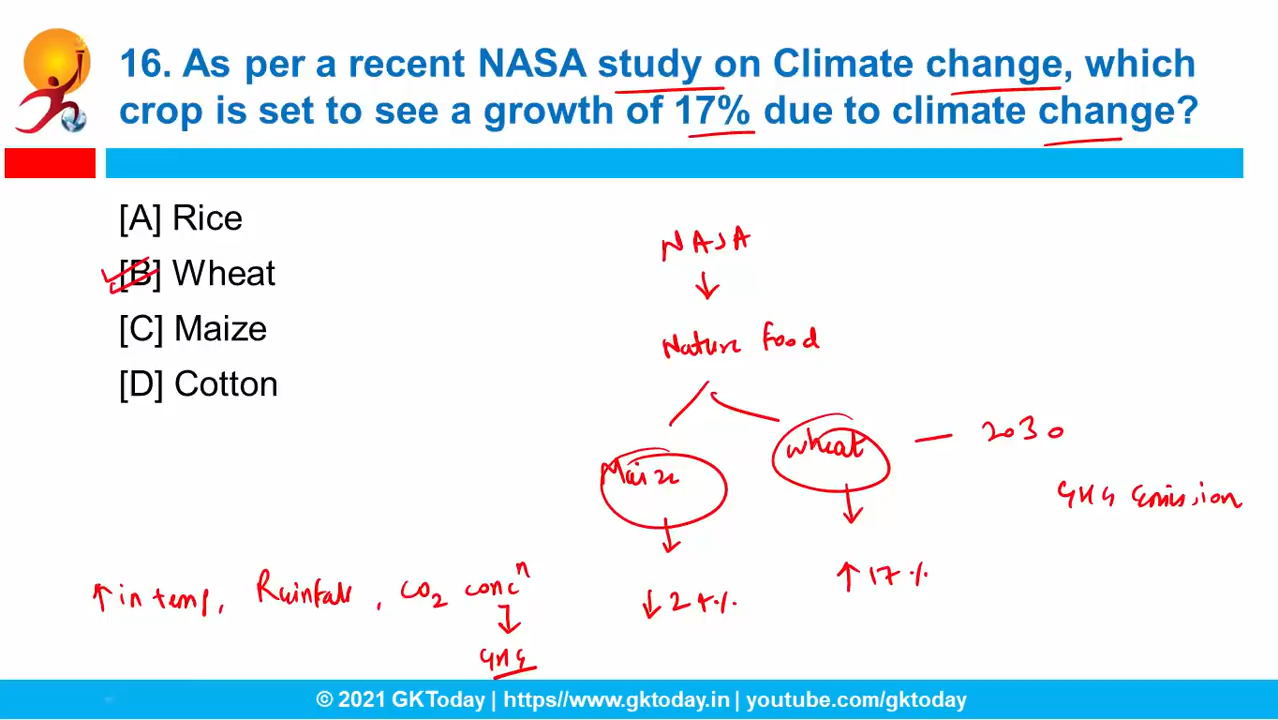 16. As per a recent NASA study on Climate change, which
crop is set to see a growth of 17% due to climate change?
[A] Rice
[B] Wheat
[C] Maize
[D] Cotton
NASA
Nature Food
Maize
wheat — 2030
GHG Emission
↑ in temp, Rainfall, CO2 concn
↓ 24%
↑ 17%
GHG
© 2021 GKToday | https//www.gktoday.in | youtube.com/gktoday